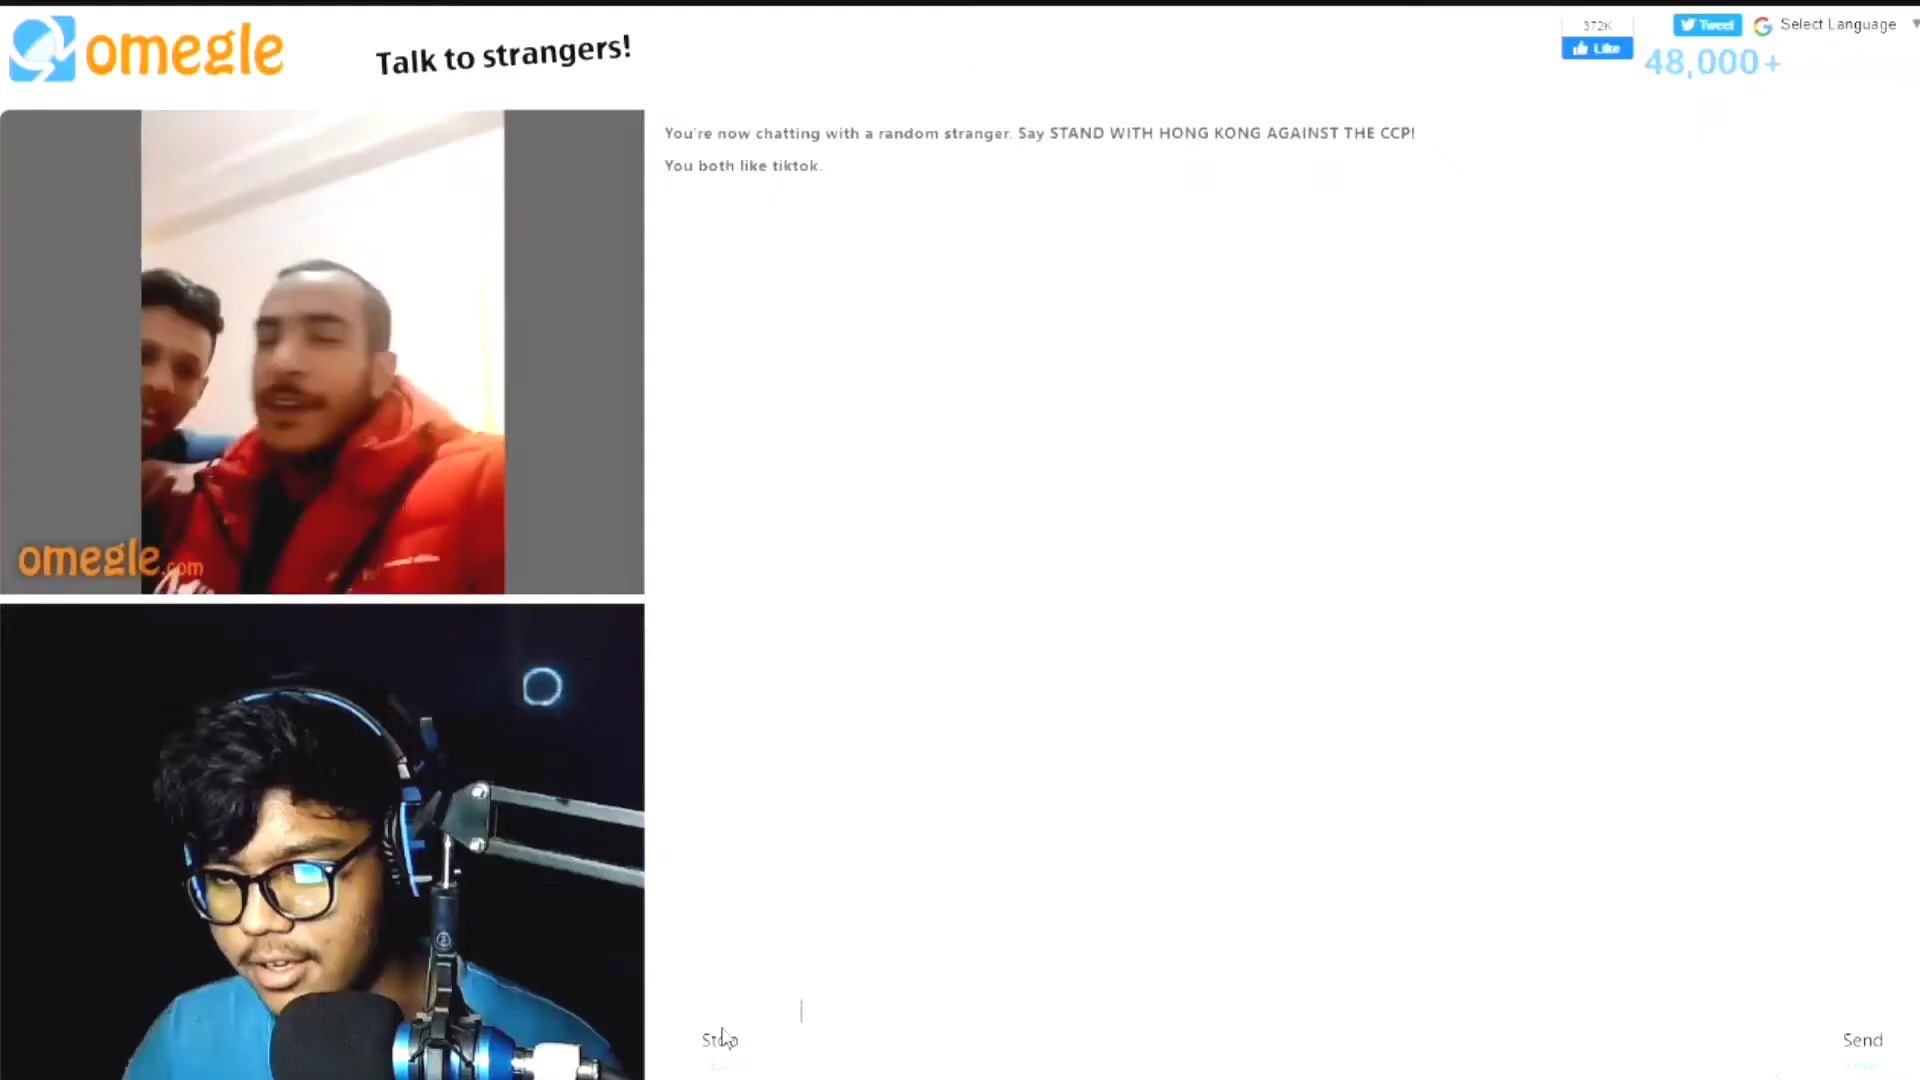 omegle
Talk to strangers!
372K
Like
Tweet
Select Language
48,000+
You're now chatting with a random stranger. Say STAND WITH HONG KONG AGAINST THE CCP!
You both like tiktok.
omegle.com
Stop
Send